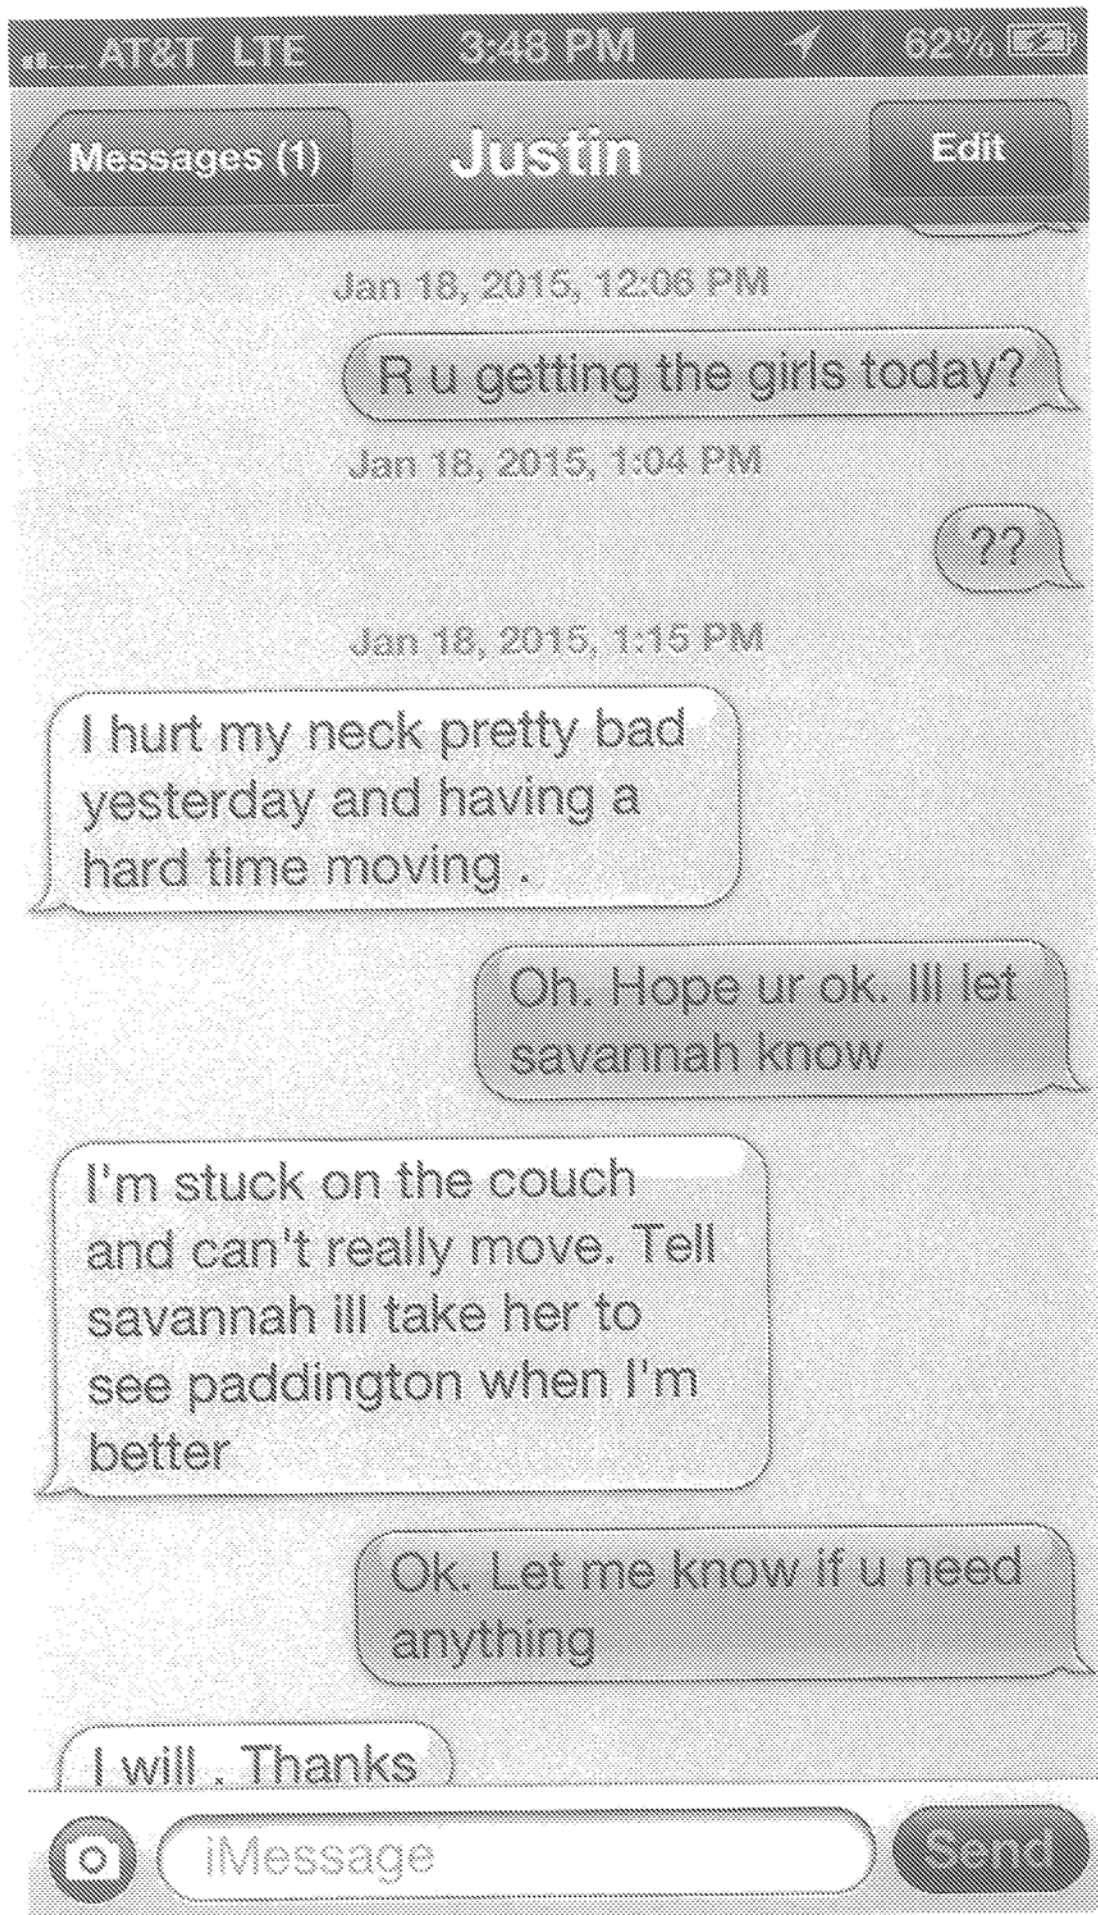 AT&T LTE 3:48 PM 62%
Messages (1) Justin Edit
Jan 18, 2015, 12:06 PM
R u getting the girls today?
Jan 18, 2015, 1:04 PM
??
Jan 18, 2015, 1:15 PM
I hurt my neck pretty bad
yesterday and having a
hard time moving .
Oh. Hope ur ok. Ill let
savannah know
I'm stuck on the couch
and can't really move. Tell
savannah ill take her to
see paddington when I'm
better
Ok. Let me know if u need
anything
I will . Thanks
iMessage Send